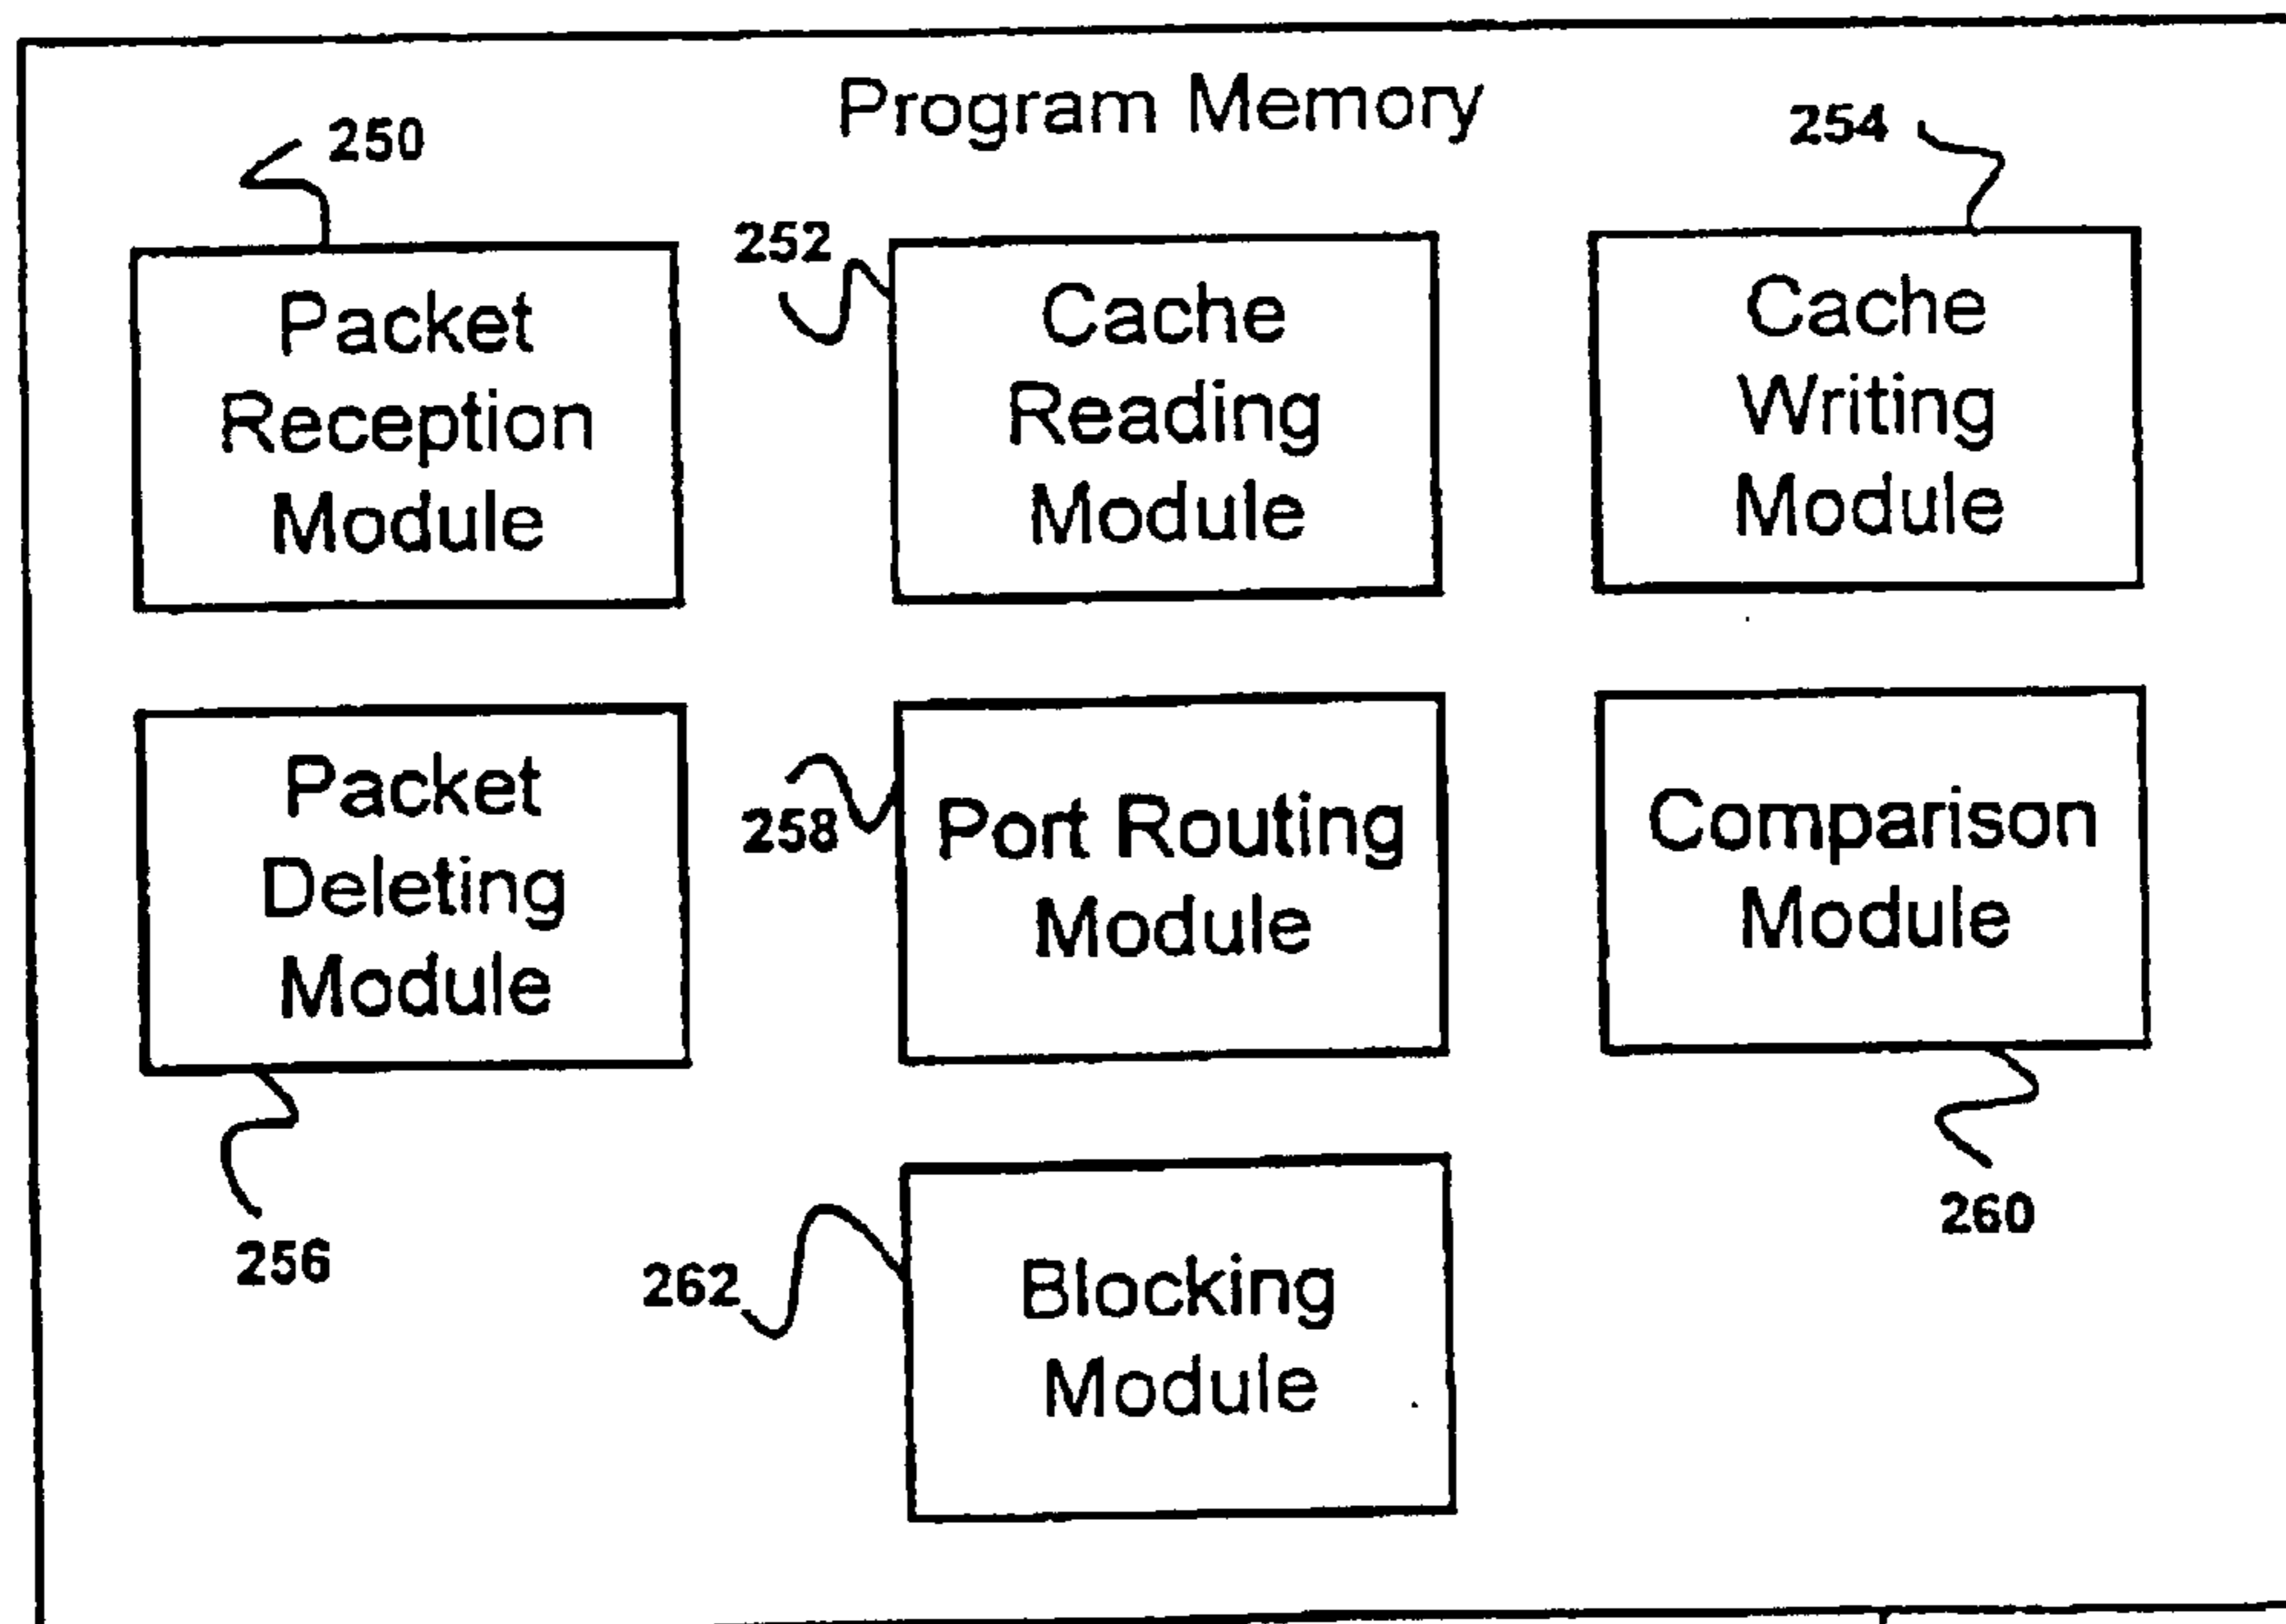 Program Memory
250
254
252
Packet
Reception
Module
Cache
Reading
Module
Cache
Writing
Module
Packet
Deleting
Module
258
Port Routing
Module
Comparison
Module
256
260
262
Blocking
Module